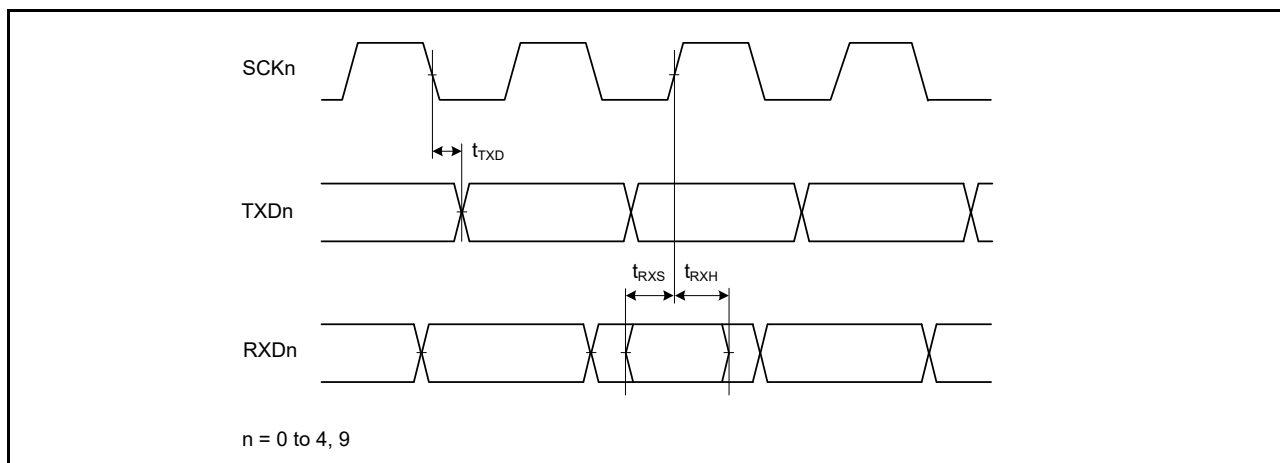 SCKn
tTXD
TXDn
tRXS tRXH
RXDn
n = 0 to 4, 9